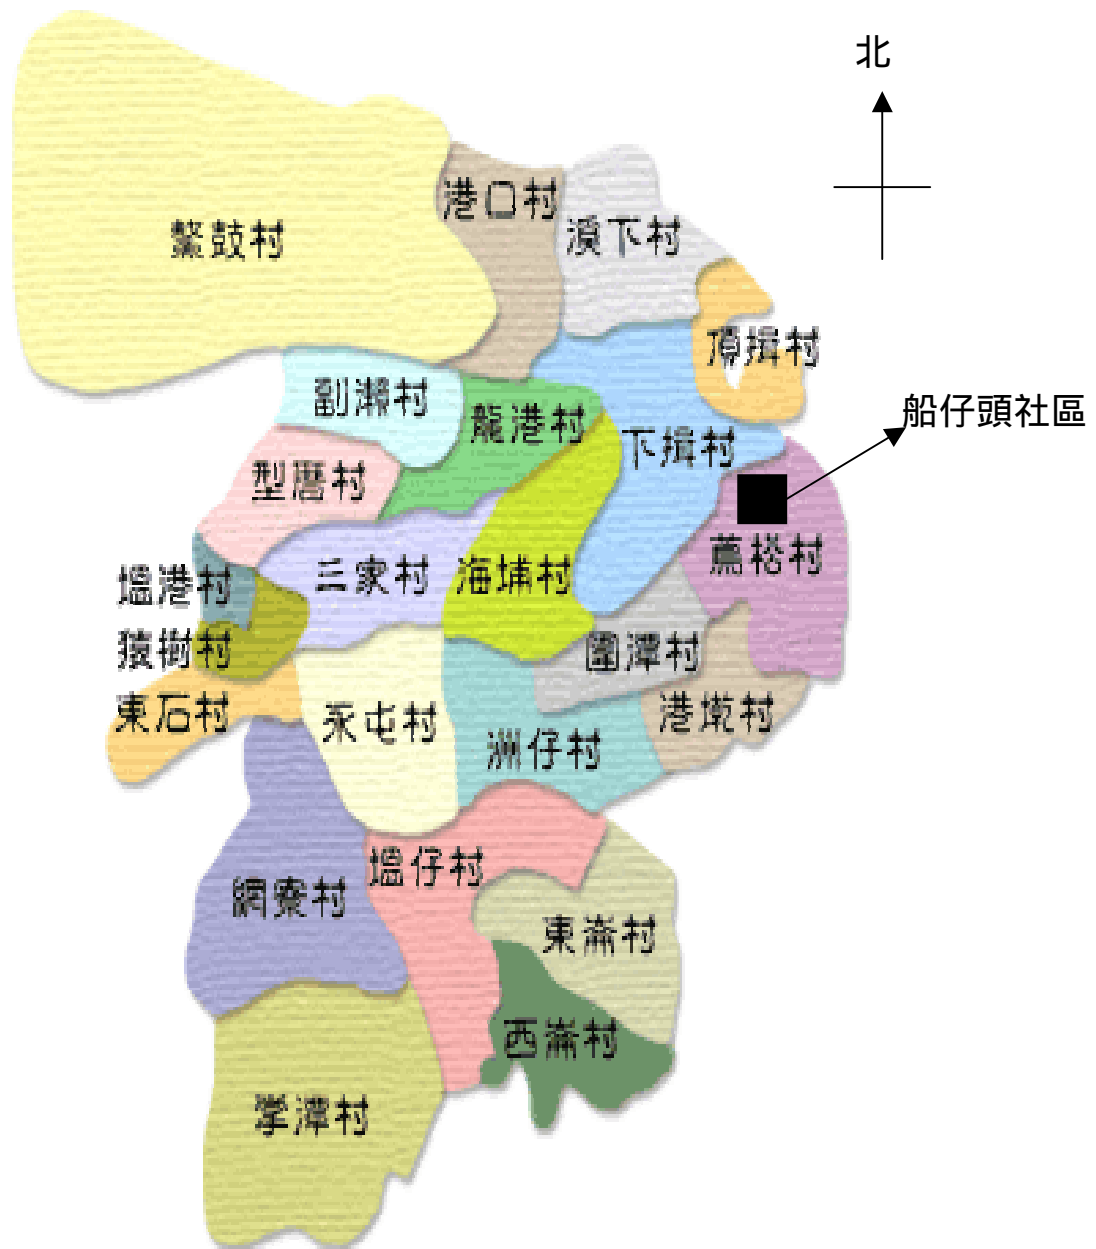 北
港口村
溪下村
鰲鼓村
頂揖村
副瀨村
龍港村
船仔頭社區
下揖村
型厝村
蔦松村
三家村
海埔村
塭港村
猿樹村
圍潭村
東石村
永屯村
港墘村
洲仔村
塭仔村
網寮村
東崙村
西崙村
掌潭村